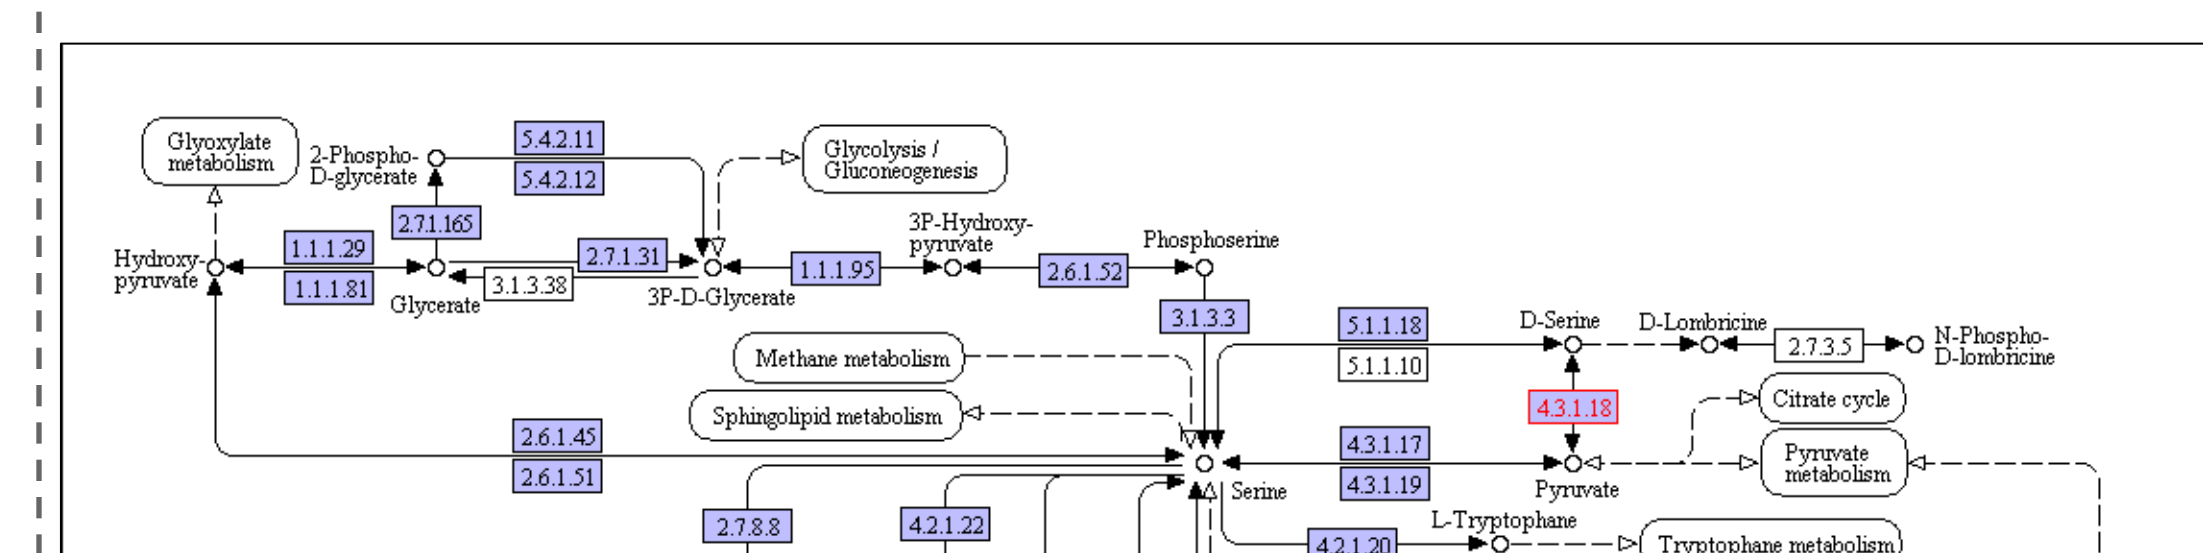 Glyoxylate
metabolism
2-Phospho-
D-glycerate
5.4.2.11
5.4.2.12
Glycolysis /
Gluconeogenesis
2.7.1.165
Hydroxy-
pyruvate
1.1.1.29
1.1.1.81
Glycerate
2.7.1.31
3.1.3.38
3P-D-Glycerate
1.1.1.95
3P-Hydroxy-
pyruvate
2.6.1.52
Phosphoserine
3.1.3.3
Methane metabolism
Sphingolipid metabolism
5.1.1.18
5.1.1.10
D-Serine
D-Lombricine
2.7.3.5
N-Phospho-
D-lombricine
4.3.1.18
Citrate cycle
2.6.1.45
2.6.1.51
4.3.1.17
4.3.1.19
Serine
Pyruvate
Pyruvate
metabolism
2.7.8.8
4.2.1.22
L-Tryptophane
4.2.1.20
Tryptophane metabolism